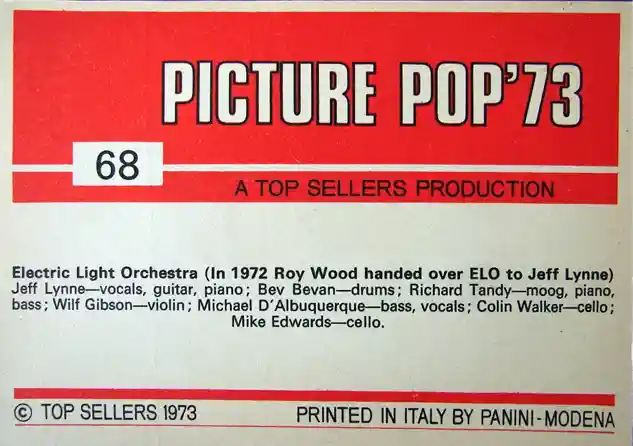 PICTURE POP'73
68
A TOP SELLERS PRODUCTION
Electric Light Orchestra (In 1972 Roy Wood handed over ELO to Jeff Lynne)
Jeff Lynne—vocals, guitar, piano; Bev Bevan—drums; Richard Tandy—moog, piano,
bass; Wilf Gibson—violin; Michael D'Albuquerque—bass, vocals; Colin Walker—cello;
Mike Edwards—cello.
© TOP SELLERS 1973
PRINTED IN ITALY BY PANINI-MODENA